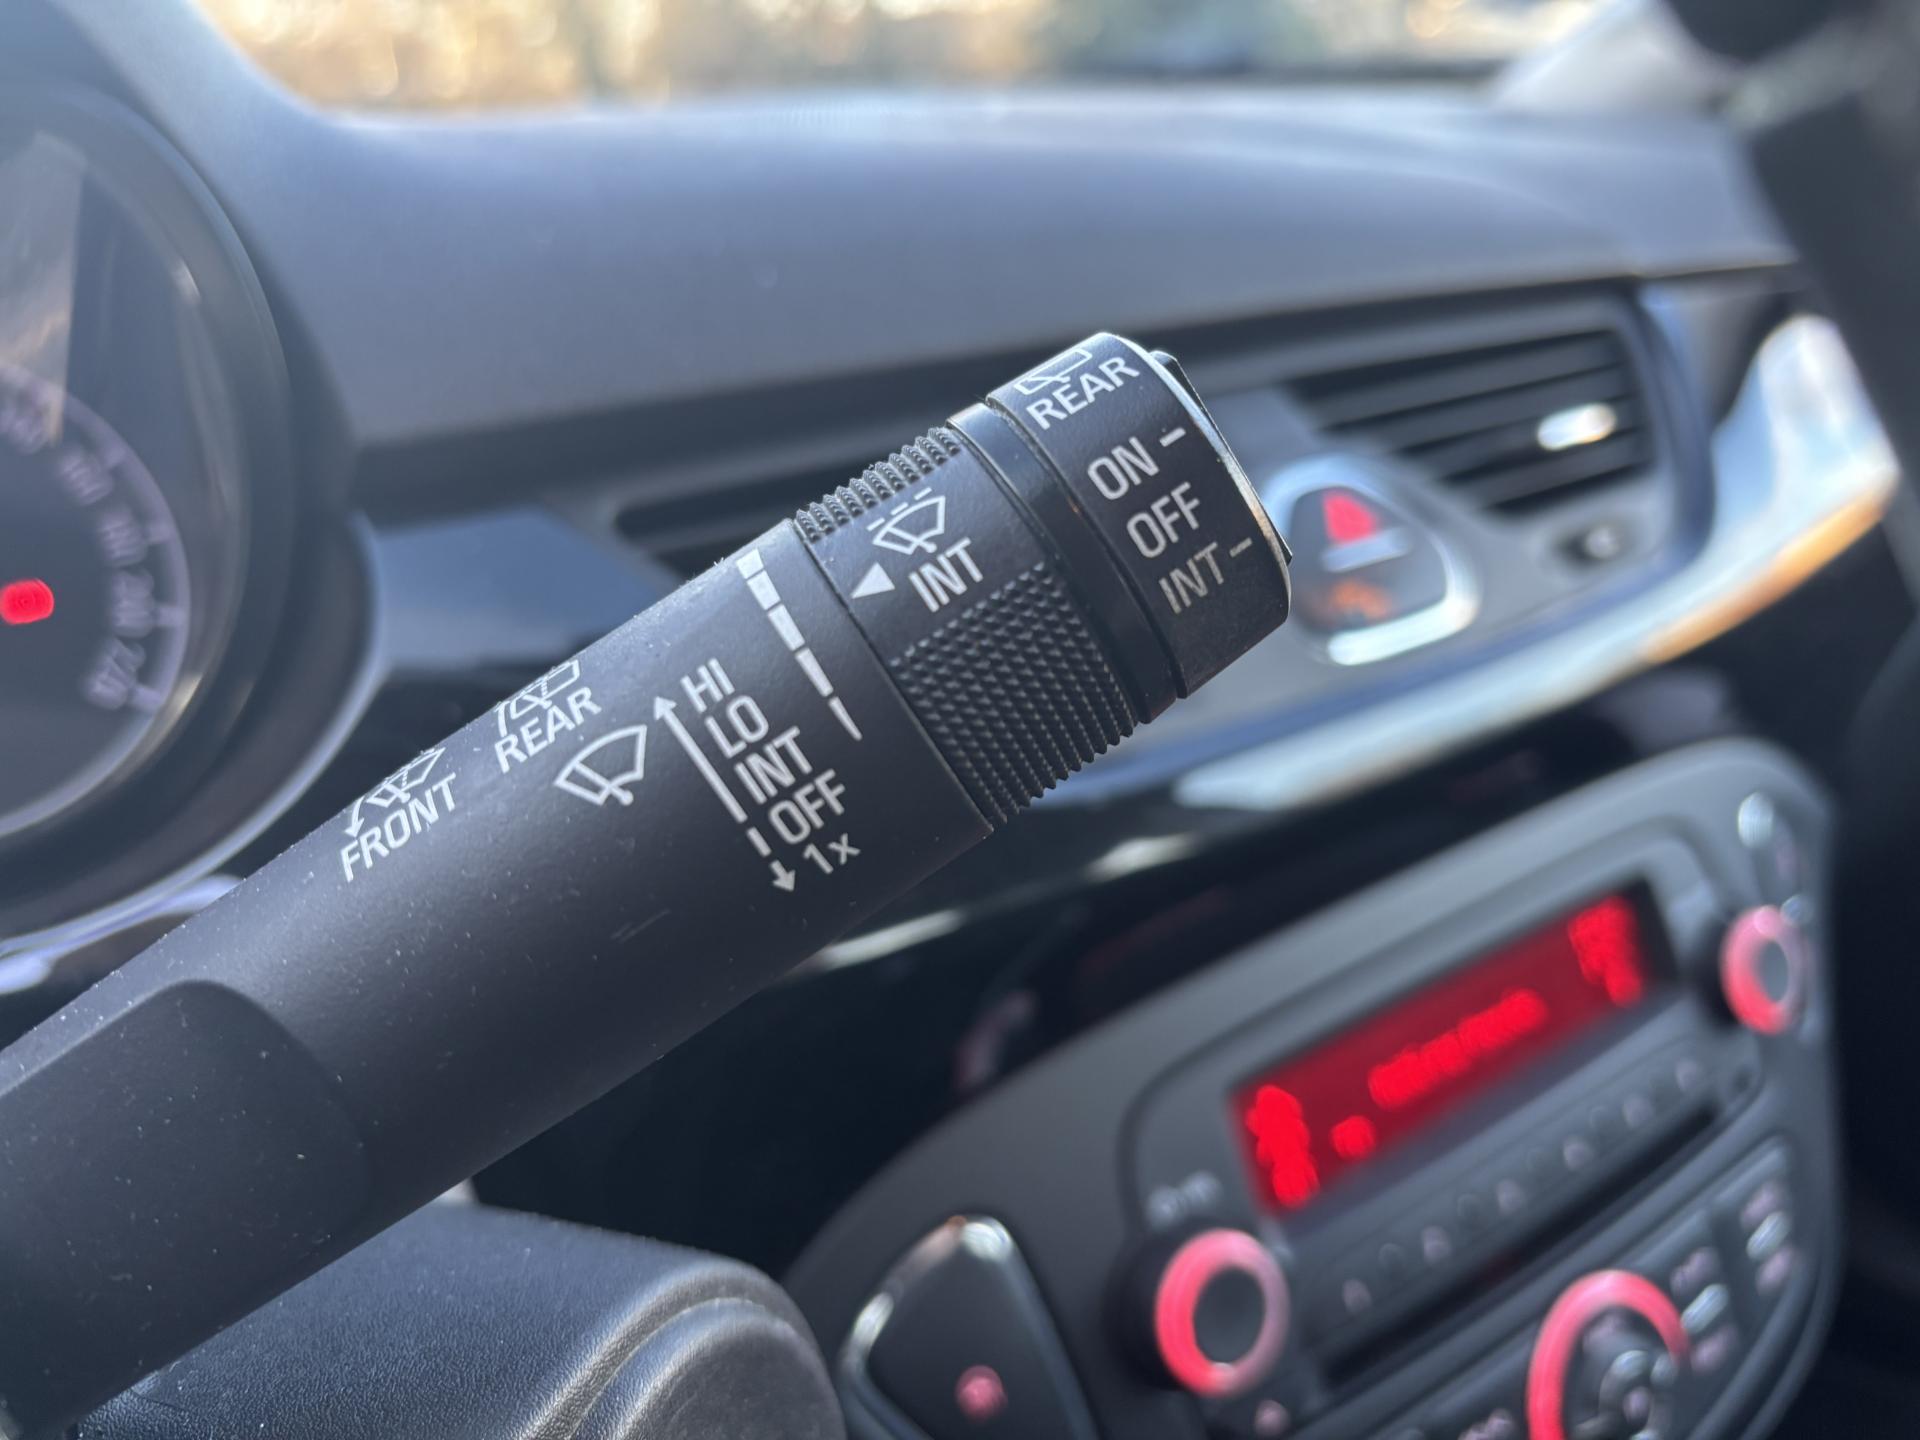 REAR
ON
OFF
INT
INT
HI
LO
INT
OFF
1x
REAR
FRONT